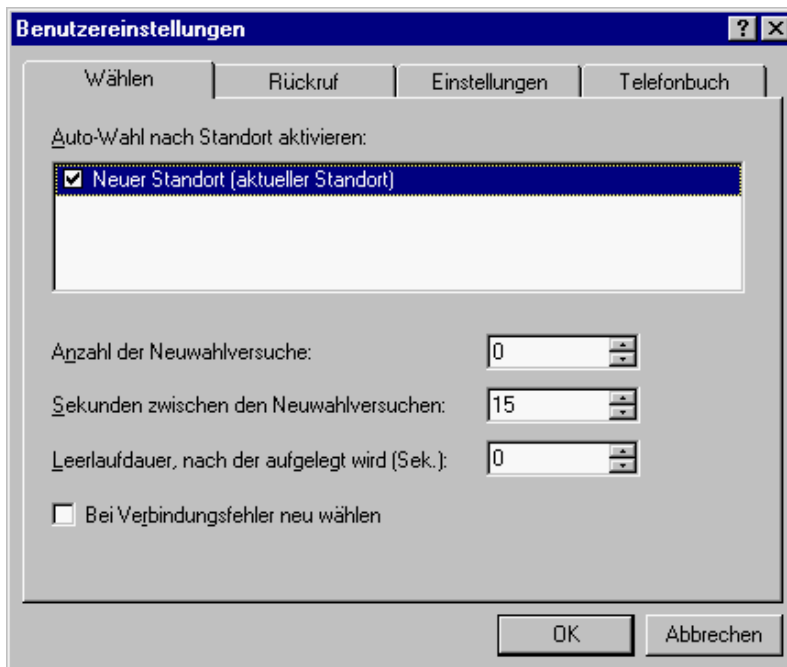 Benutzereinstellungen
Wählen Rückruf Einstellungen Telefonbuch
Auto-Wahl nach Standort aktivieren:
Neuer Standort (aktueller Standort)
Anzahl der Neuwahlversuche: 0
Sekunden zwischen den Neuwahlversuchen: 15
Leerlaufdauer, nach der aufgelegt wird (Sek.): 0
Bei Verbindungsfehler neu wählen
OK Abbrechen